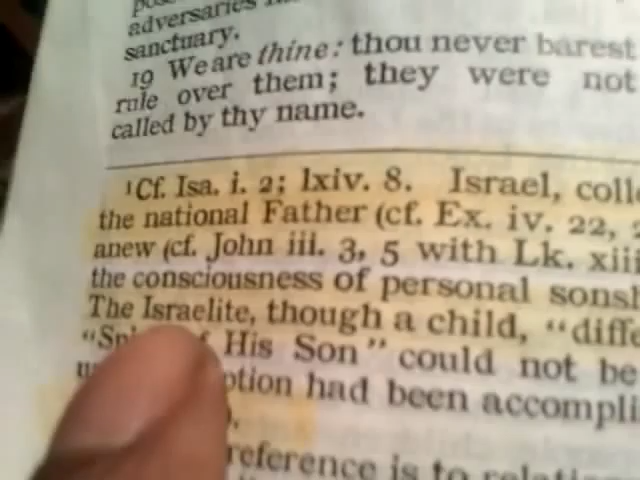 adversaries
sanctuary.
19 We are thine: thou never barest
rule over them; they were not
called by thy name.
1Cf. Isa. i. 2; lxiv. 8. Israel, coll
the national Father (cf. Ex. iv. 22,
anew (cf. John iii. 3, 5 with Lk. xiii
the consciousness of personal sons
The Israelite, though a child, "diffe
His Son" could not be
ption had been accompli
reference is to